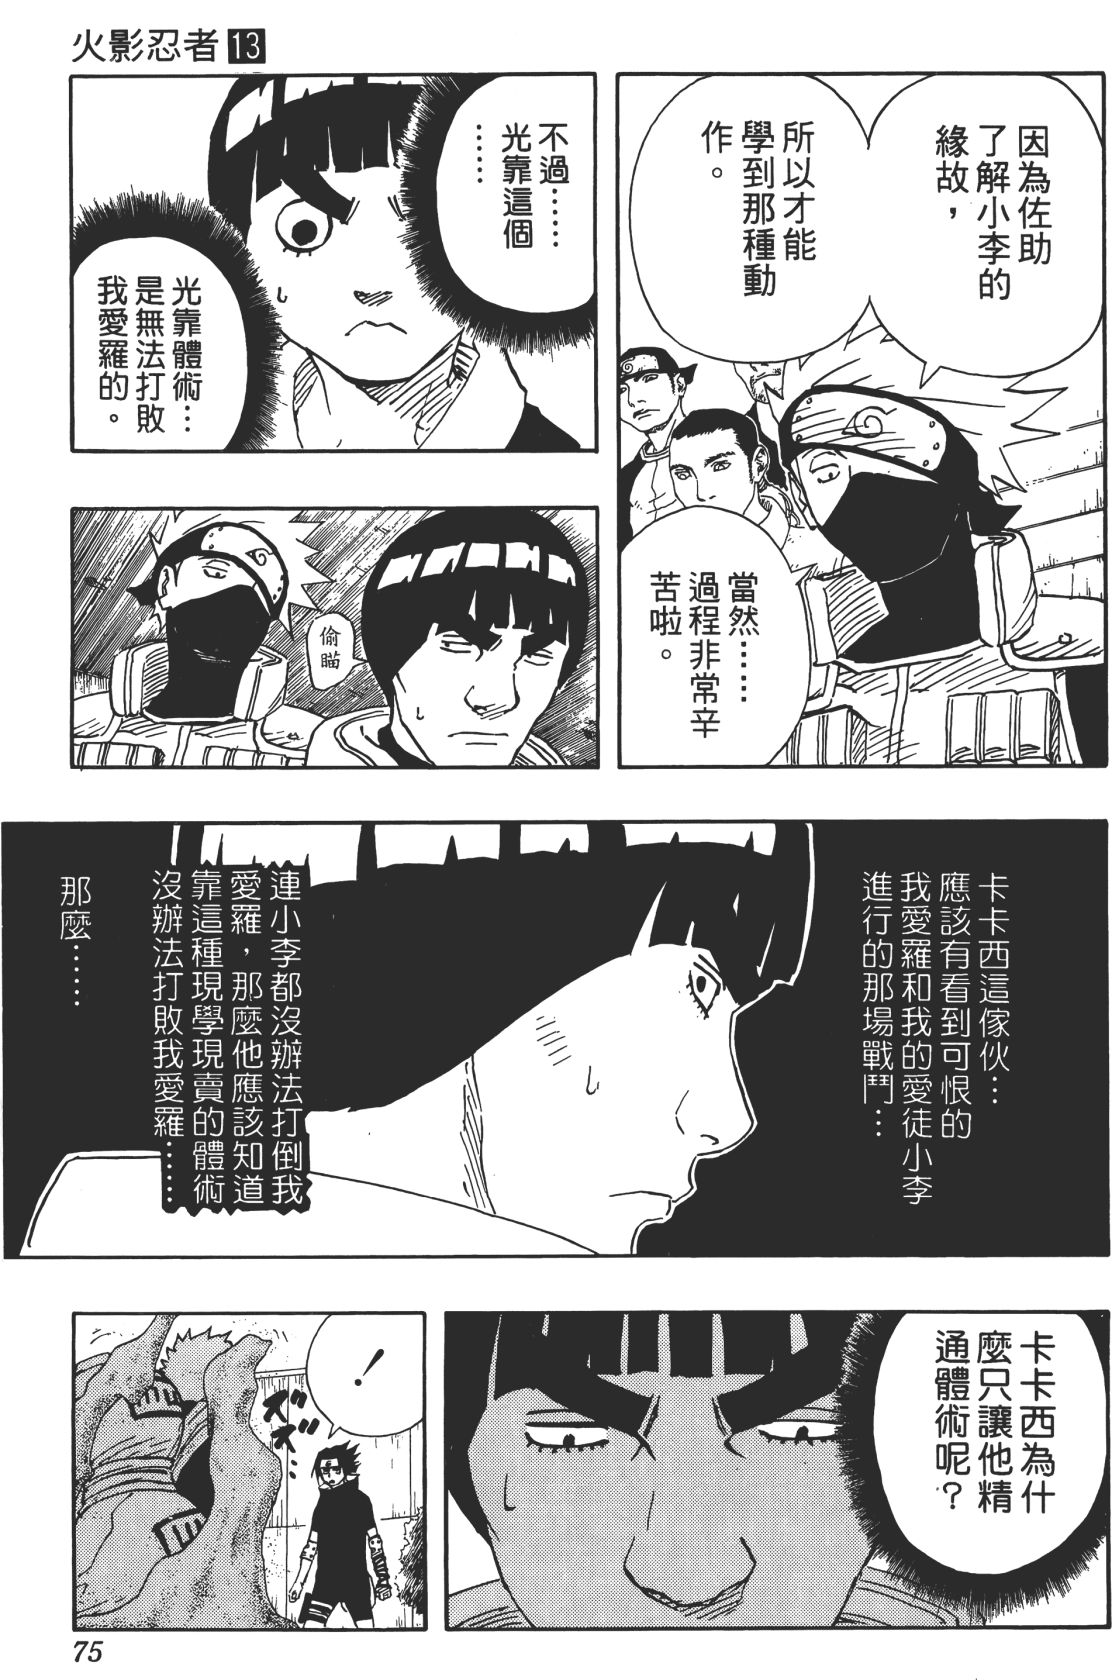 火影忍者13
因為佐助
了解小李的
緣故，
所以才能
學到那種動
作。
當然……
過程非常辛
苦啦。
不過……
光靠這個
……
光靠體術…
是無法打敗
我愛羅的。
偷瞄
卡卡西這傢伙…
應該有看到可恨的
我愛羅和我的愛徒小李
進行的那場戰鬥…
連小李都沒辦法打倒我
愛羅，那麼他應該知道
靠這種現學現賣的體術
沒辦法打敗我愛羅……
那麼……
卡卡西為什
麼只讓他精
通體術呢？
！
ズズ…
75